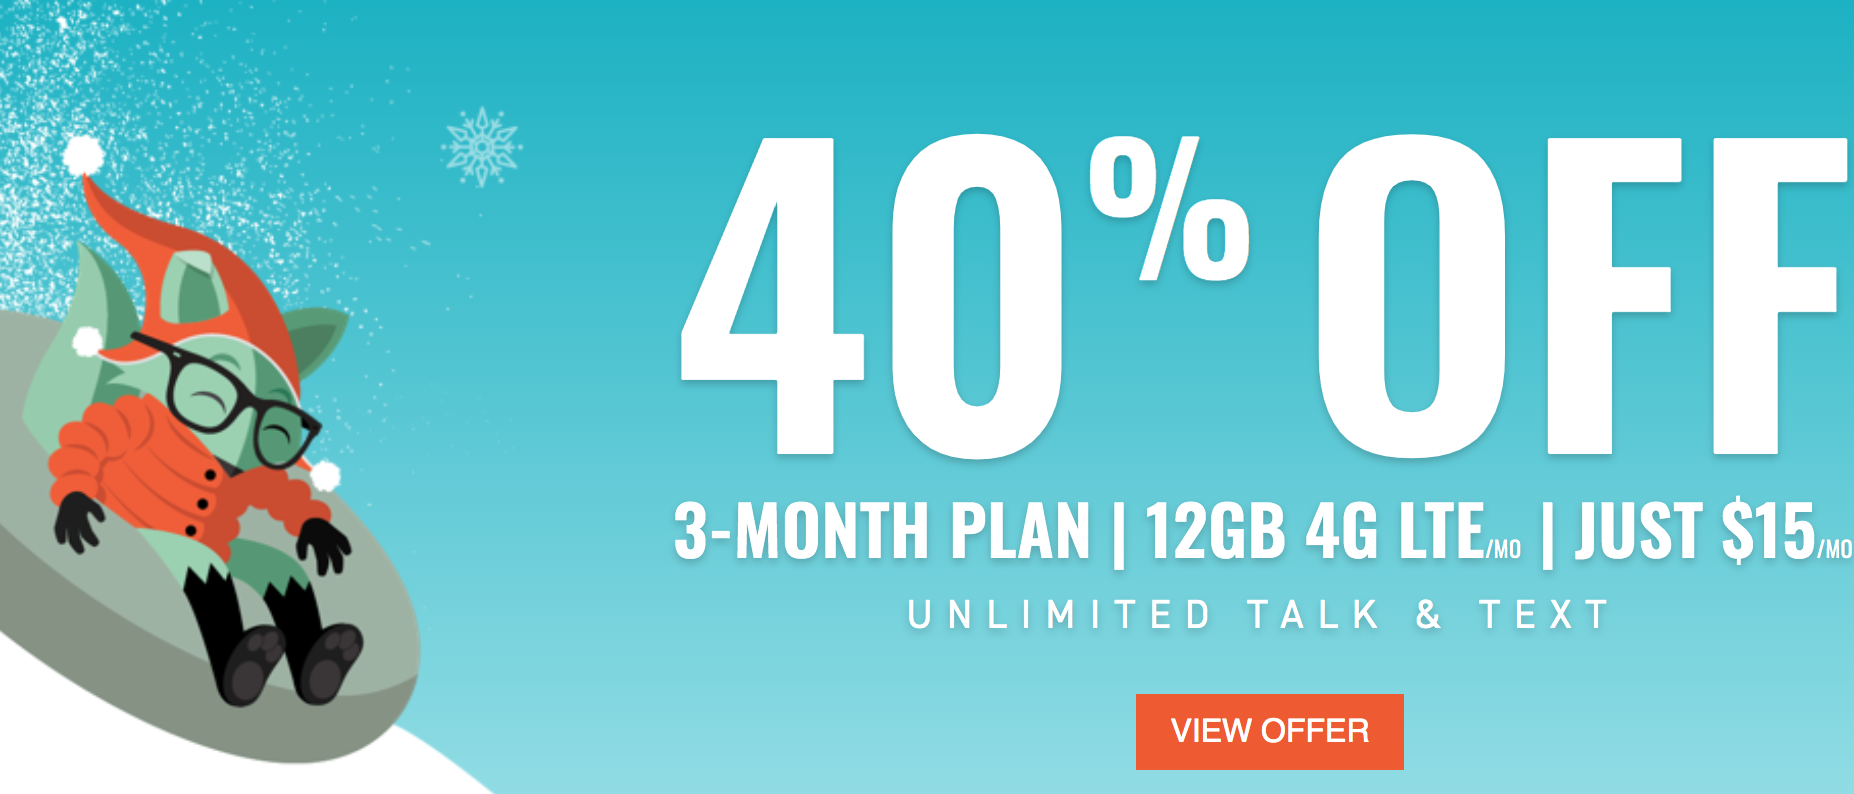 40% OFF
3-MONTH PLAN | 12GB 4G LTE/MO | JUST $15/MO
UNLIMITED TALK & TEXT
VIEW OFFER